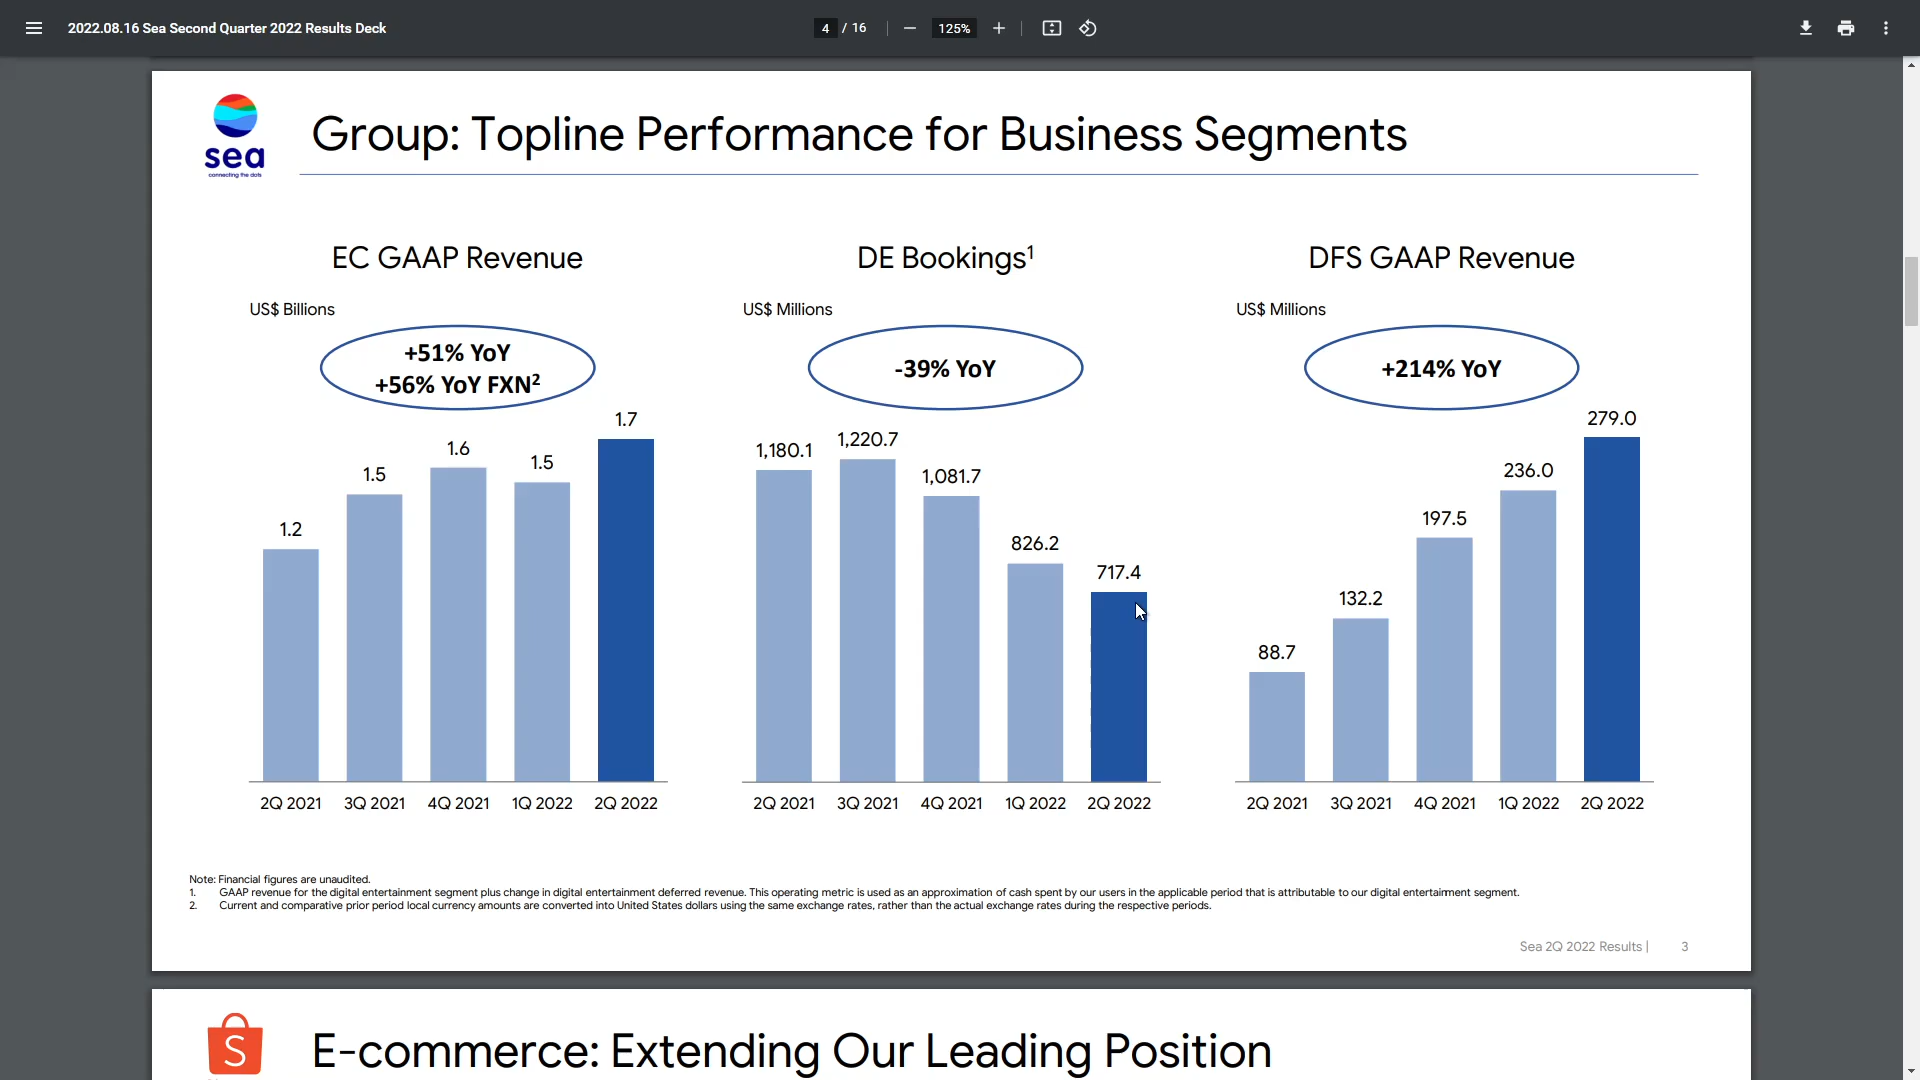 2022.08.16 Sea Second Quarter 2022 Results Deck
4 / 16
125%
sea
connecting the dots
Group: Topline Performance for Business Segments
EC GAAP Revenue
US$ Billions
+51% YoY
+56% YoY FXN2
1.2
1.5
1.6
1.5
1.7
2Q 2021 3Q 2021 4Q 2021 1Q 2022 2Q 2022
DE Bookings1
US$ Millions
-39% YoY
1,180.1
1,220.7
1,081.7
826.2
717.4
2Q 2021 3Q 2021 4Q 2021 1Q 2022 2Q 2022
DFS GAAP Revenue
US$ Millions
+214% YoY
88.7
132.2
197.5
236.0
279.0
2Q 2021 3Q 2021 4Q 2021 1Q 2022 2Q 2022
Note: Financial figures are unaudited.
1. GAAP revenue for the digital entertainment segment plus change in digital entertainment deferred revenue. This operating metric is used as an approximation of cash spent by our users in the applicable period that is attributable to our digital entertainment segment.
2. Current and comparative prior period local currency amounts are converted into United States dollars using the same exchange rates, rather than the actual exchange rates during the respective periods.
Sea 2Q 2022 Results | 3
S
E-commerce: Extending Our Leading Position